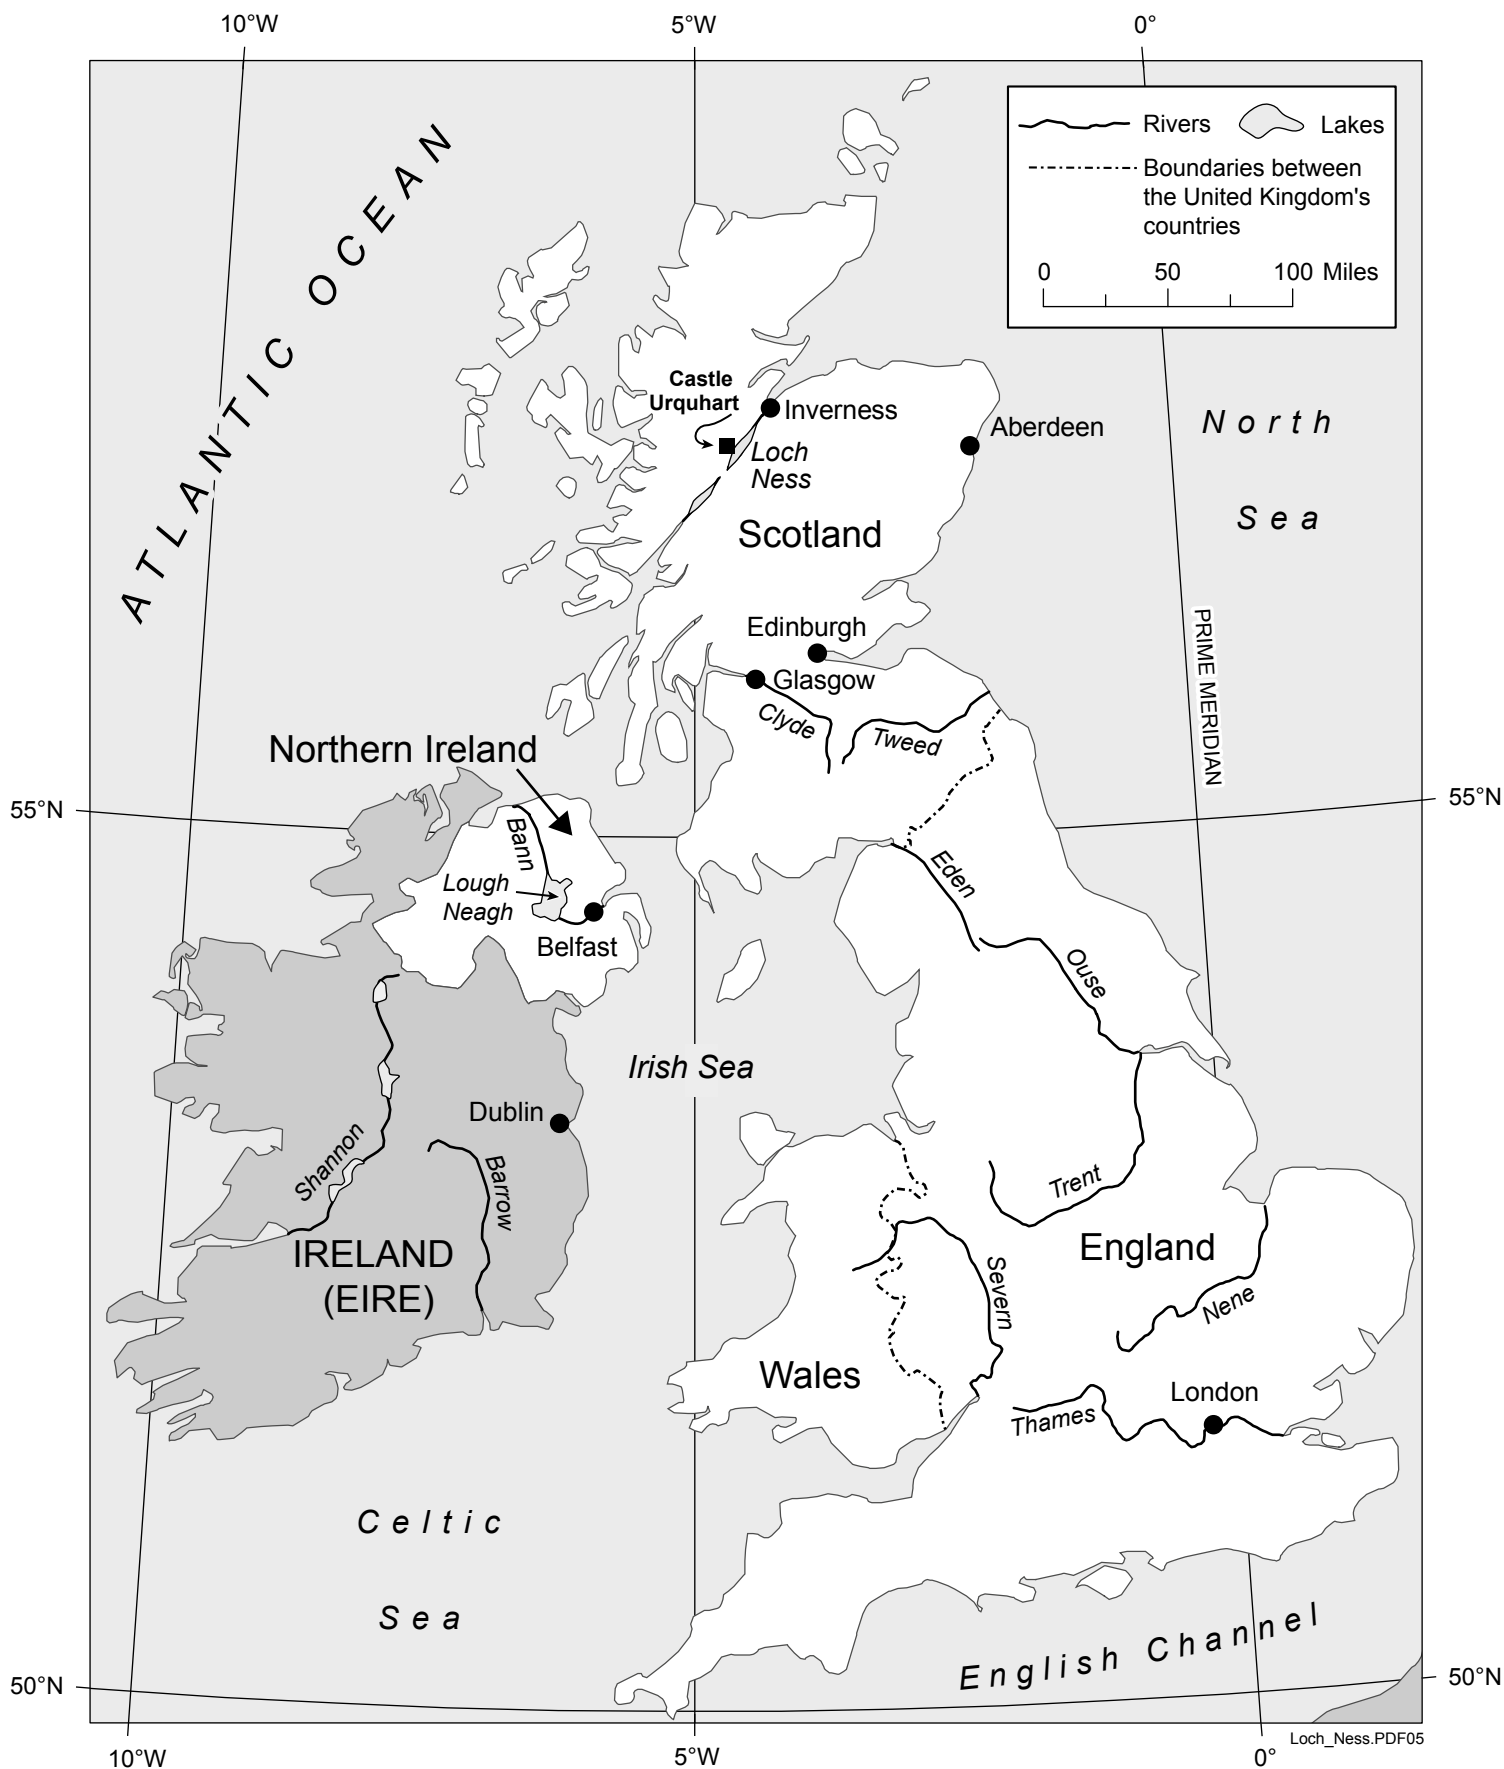 10°W
5°W
0°
Rivers
Lakes
Boundaries between
the United Kingdom's
countries
0
50
100 Miles
ATLANTIC OCEAN
Castle
Urquhart
Inverness
Loch
Ness
Aberdeen
North
Sea
Scotland
Edinburgh
Glasgow
Clyde
Tweed
PRIME MERIDIAN
Northern Ireland
55°N
55°N
Bann
Lough
Neagh
Belfast
Eden
Ouse
Irish Sea
Dublin
Shannon
Barrow
Trent
IRELAND
(EIRE)
England
Severn
Nene
Wales
London
Thames
Celtic
Sea
English Channel
50°N
50°N
Loch_Ness.PDF05
10°W
5°W
0°